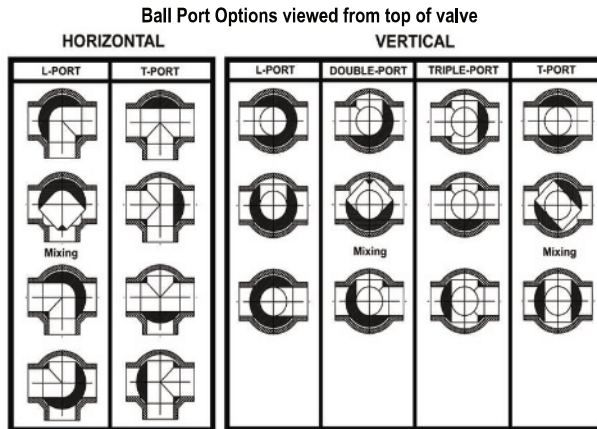 Ball Port Options viewed from top of valve
HORIZONTAL
VERTICAL
L-PORT
T-PORT
L-PORT
DOUBLE-PORT
TRIPLE-PORT
T-PORT
Mixing
Mixing
Mixing